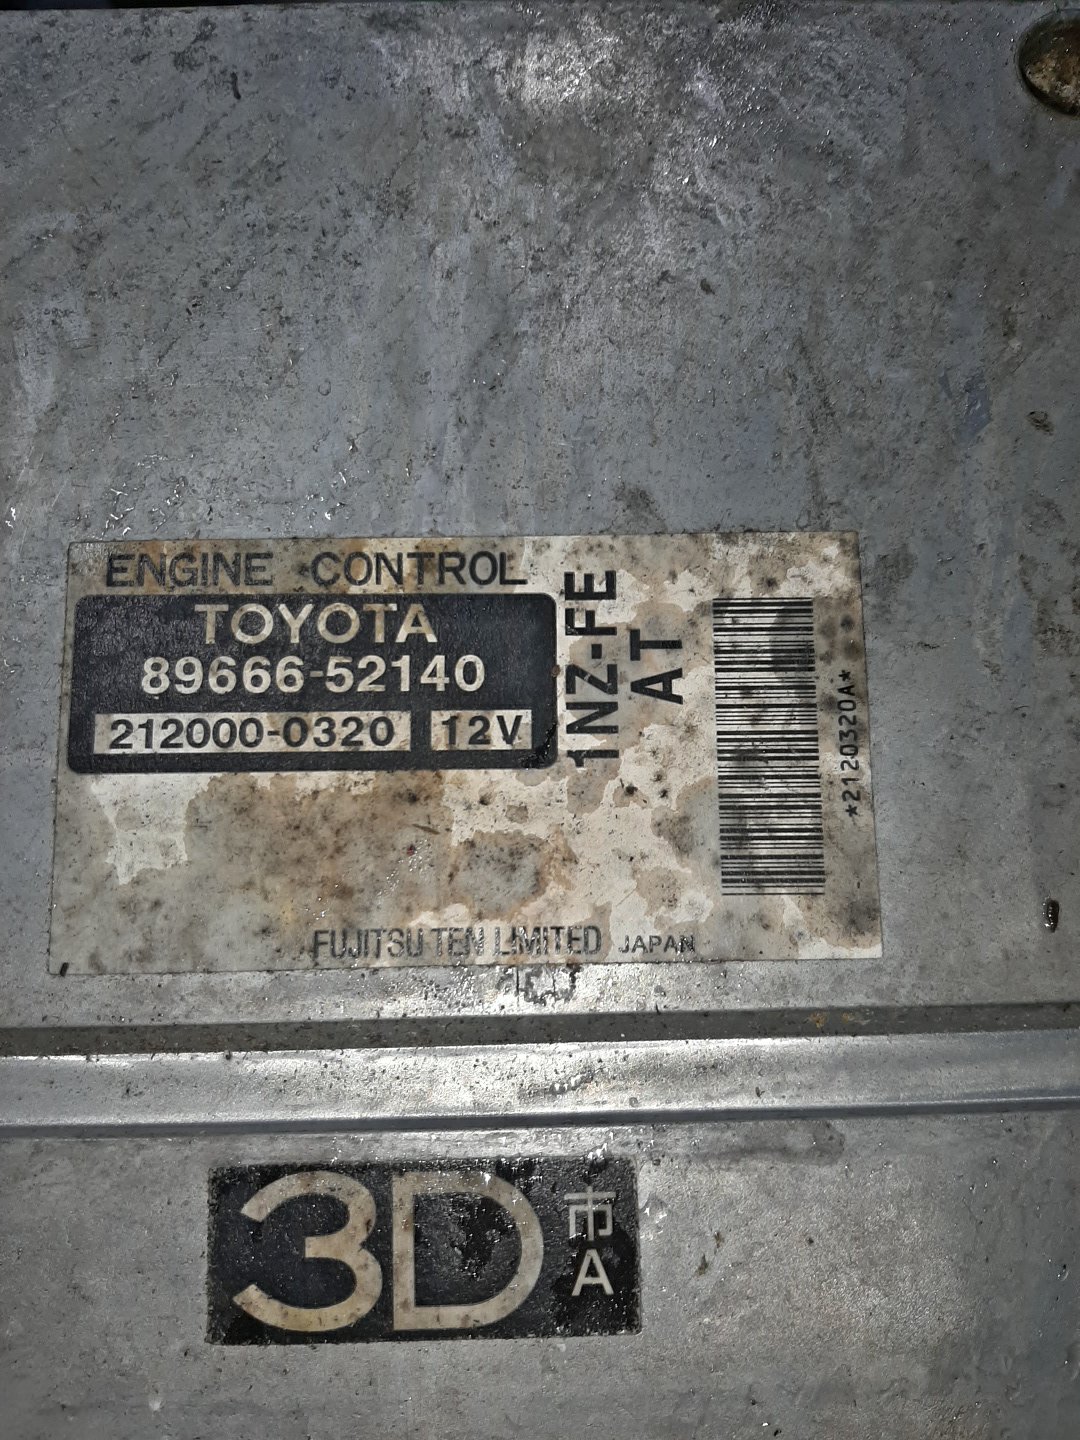 ENGINE CONTROL
TOYOTA
89666-52140
212000-0320 12V
1NZ-FE
AT
*2120320A*
FUJITSU TEN LIMITED JAPAN
3D
市
A